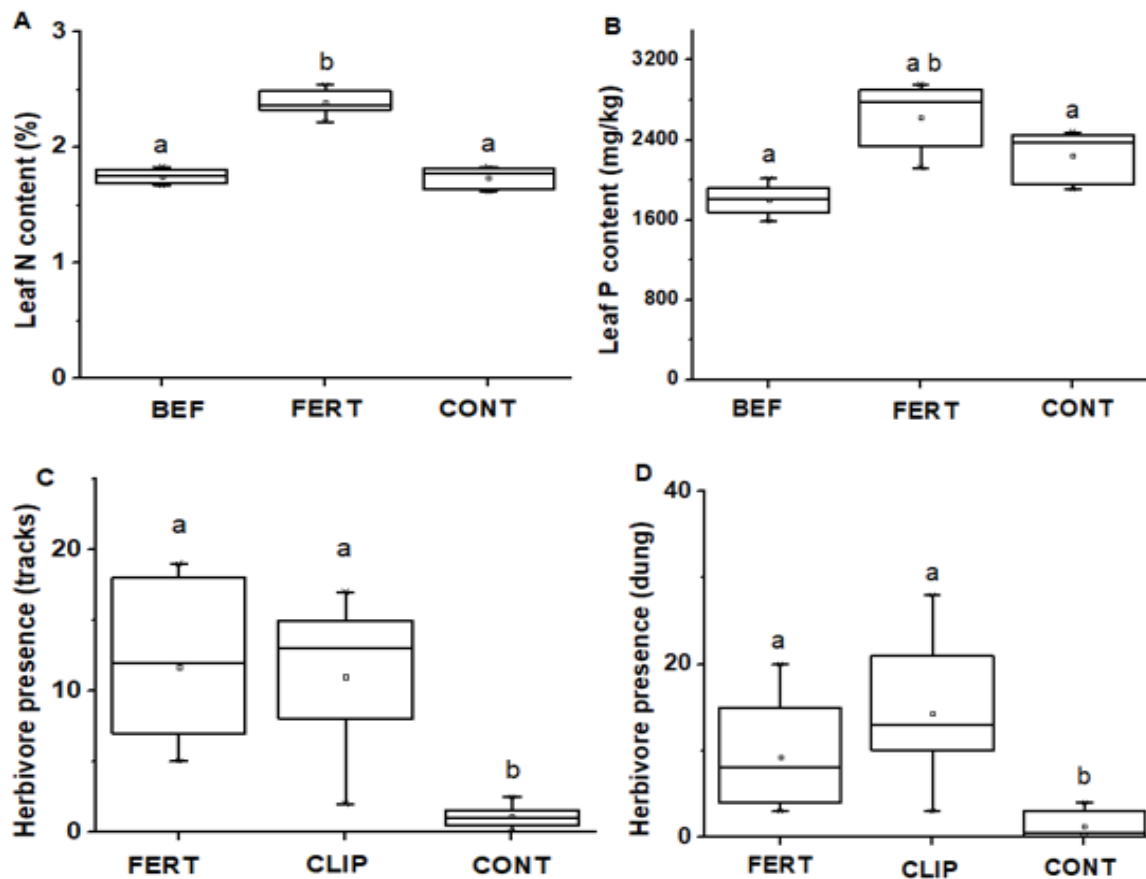 A
Leaf N content (%)
3
2
1
0
a
b
a
BEF FERT CONT
B
Leaf P content (mg/kg)
3200
2400
1600
800
0
a
a b
a
BEF FERT CONT
C
Herbivore presence (tracks)
20
10
0
a
a
b
FERT CLIP CONT
D
Herbivore presence (dung)
40
20
0
a
a
b
FERT CLIP CONT